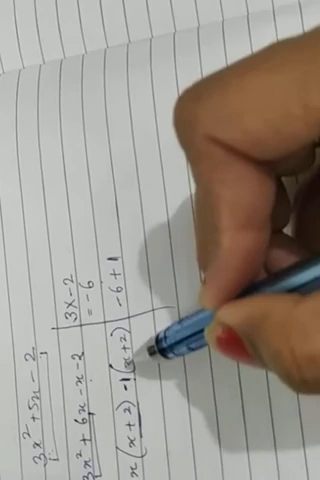 3x² + 5x - 2
3x² + 6x - x - 2
x(x+2) -1(x+2)
3x-2
= -6
-6+1